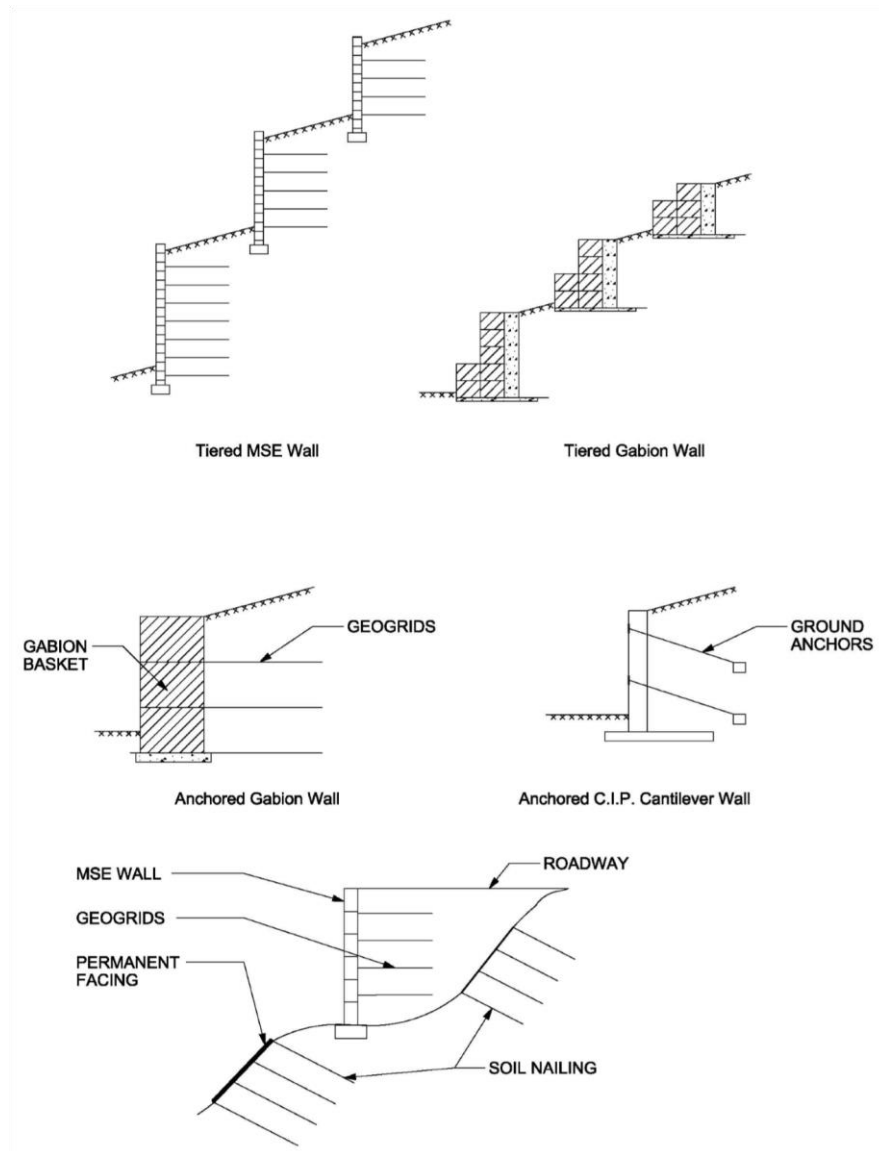 Tiered MSE Wall
Tiered Gabion Wall
GABION
BASKET
GEOGRIDS
GROUND
ANCHORS
Anchored Gabion Wall
Anchored C.I.P. Cantilever Wall
MSE WALL
ROADWAY
GEOGRIDS
PERMANENT
FACING
SOIL NAILING